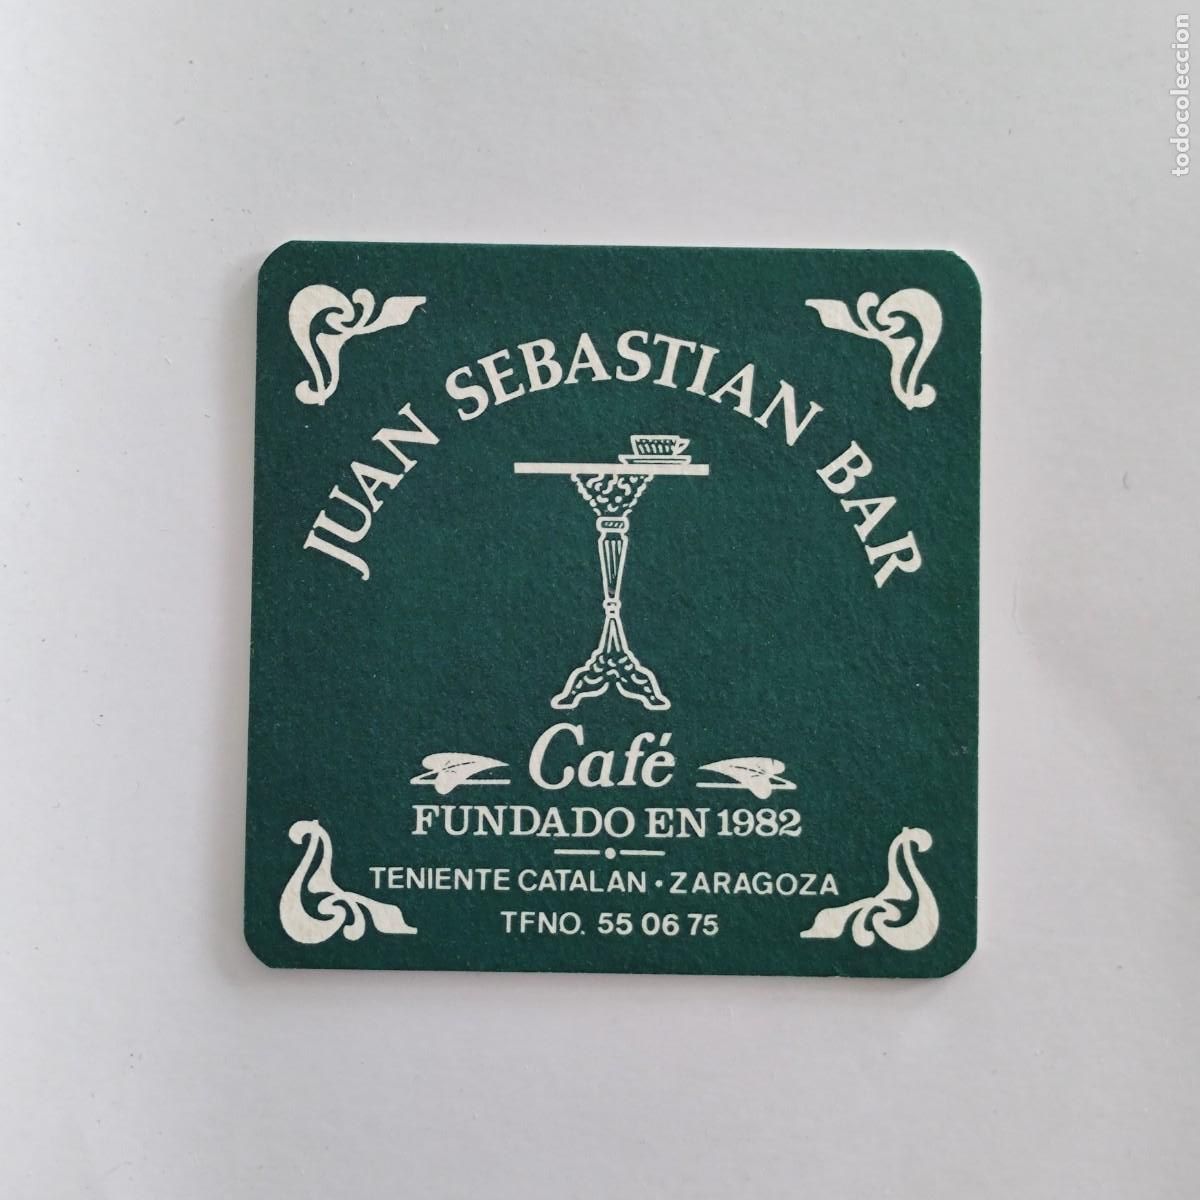 JUAN SEBASTIAN BAR
Café
FUNDADO EN 1982
TENIENTE CATALAN · ZARAGOZA
TFNO. 55 06 75
todocoleccion